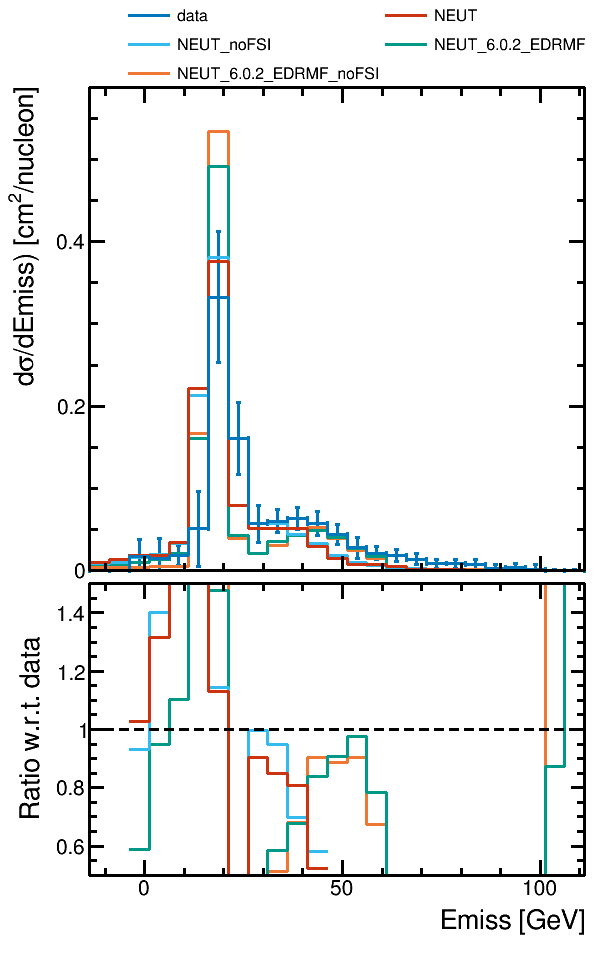 data
NEUT
NEUT_noFSI
NEUT_6.0.2_EDRMF
NEUT_6.0.2_EDRMF_noFSI
dσ/dEmiss) [cm²/nucleon]
0.4
0.2
0
Ratio w.r.t. data
1.4
1.2
1
0.8
0.6
0 50 100
Emiss [GeV]